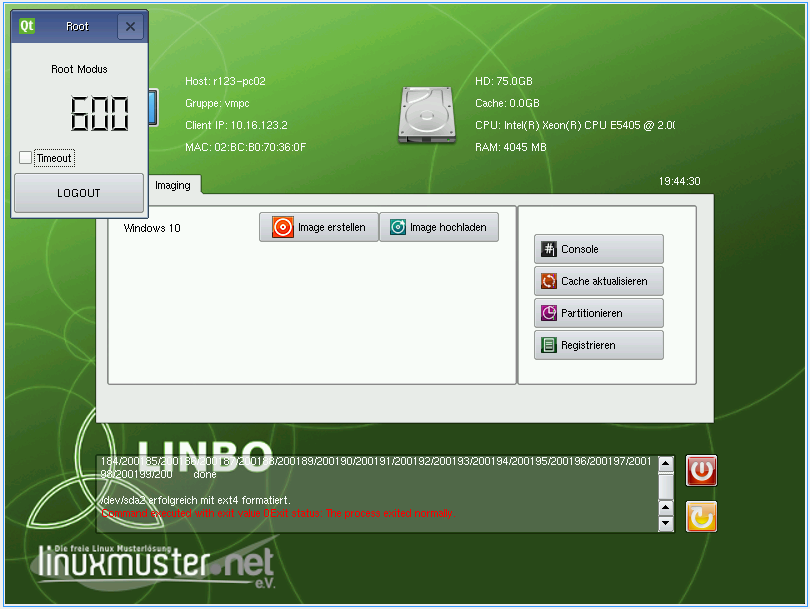 Qt Root
Root Modus
600
Timeout
LOGOUT
Host: r123-pc02
Gruppe: vmpc
Client IP: 10.16.123.2
MAC: 02:BC:B0:70:36:0F
HD: 75.0GB
Cache: 0.0GB
CPU: Intel(R) Xeon(R) CPU E5405 @ 2.0
RAM: 4045 MB
Imaging
19:44:30
Windows 10
Image erstellen
Image hochladen
#
Console
Cache aktualisieren
Partitionieren
Registrieren
LINBO
184/200185/200186/200187/200188/200189/200190/200191/200192/200193/200194/200195/200196/200197/2001
98/200199/200 done
/dev/sda2 erfolgreich mit ext4 formatiert.
Command executed with exit value 0Exit status: The process exited normally.
Die freie Linux Musterlösung
linuxmuster.net
e.V.